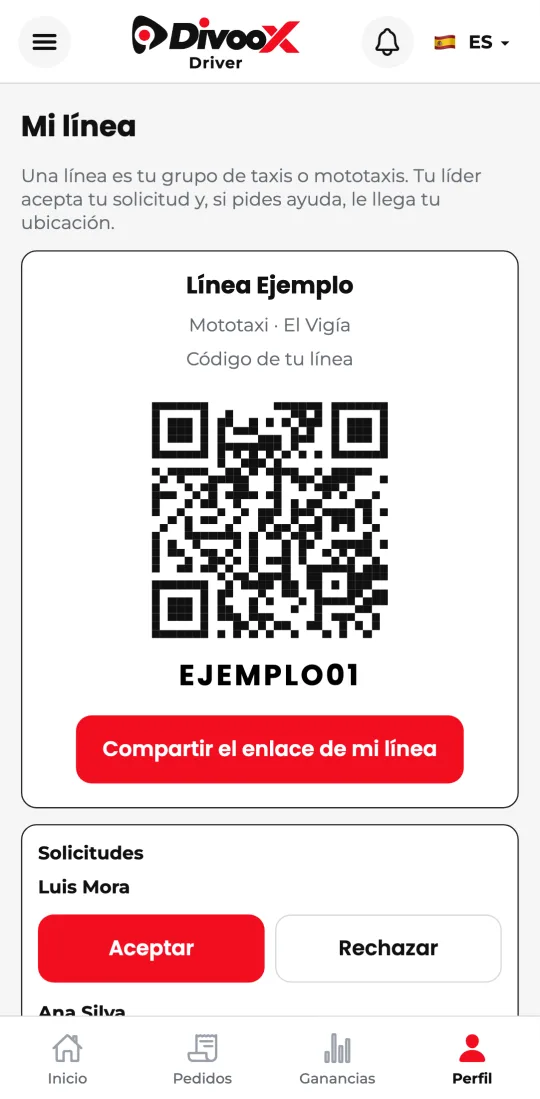 DivooX
Driver
ES
Mi línea
Una línea es tu grupo de taxis o mototaxis. Tu líder
acepta tu solicitud y, si pides ayuda, le llega tu
ubicación.
Línea Ejemplo
Mototaxi · El Vigía
Código de tu línea
EJEMPLO01
Compartir el enlace de mi línea
Solicitudes
Luis Mora
Aceptar
Rechazar
Ana Silva
Inicio
Pedidos
Ganancias
Perfil